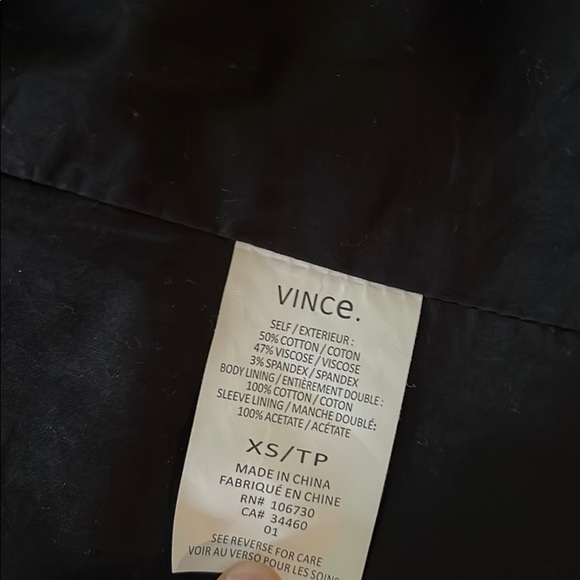 VINCe.
SELF / EXTERIEUR :
50% COTTON / COTON
47% VISCOSE / VISCOSE
3% SPANDEX / SPANDEX
BODY LINING / ENTIÈREMENT DOUBLE :
100% COTTON / COTON
SLEEVE LINING / MANCHE DOUBLÉ:
100% ACETATE / ACÉTATE
XS/TP
MADE IN CHINA
FABRIQUÉ EN CHINE
RN# 106730
CA# 34460
01
SEE REVERSE FOR CARE
VOIR AU VERSO POUR LES SOINS